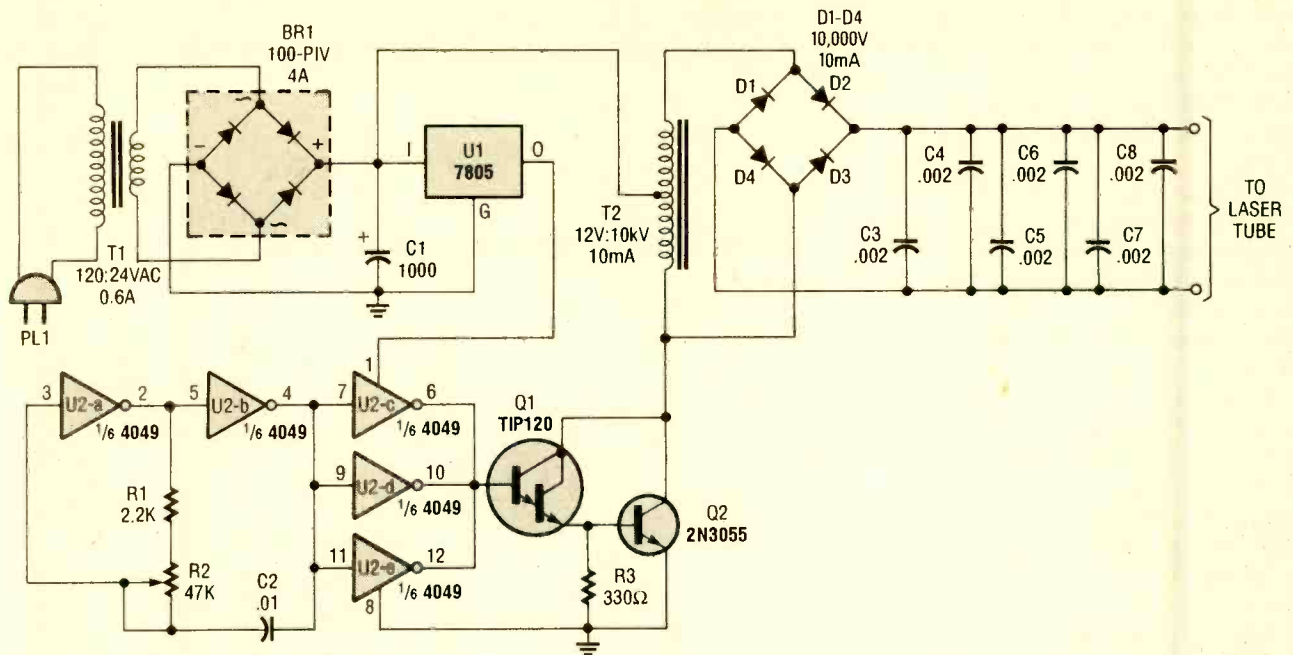 BR1
100-PIV
4A
D1-D4
10,000V
10mA
D1
D2
D4
D3
~
-
+
~
I
U1
7805
O
G
T1
120:24VAC
0.6A
PL1
+
C1
1000
T2
12V:10kV
10mA
C3
.002
C4
.002
C5
.002
C6
.002
C7
.002
C8
.002
TO
LASER
TUBE
3
U2-a
2
1/6 4049
5
U2-b
4
1/6 4049
1
7
U2-c
6
1/6 4049
9
U2-d
10
1/6 4049
11
U2-e
12
1/6 4049
8
R1
2.2K
R2
47K
C2
.01
Q1
TIP120
Q2
2N3055
R3
330Ω